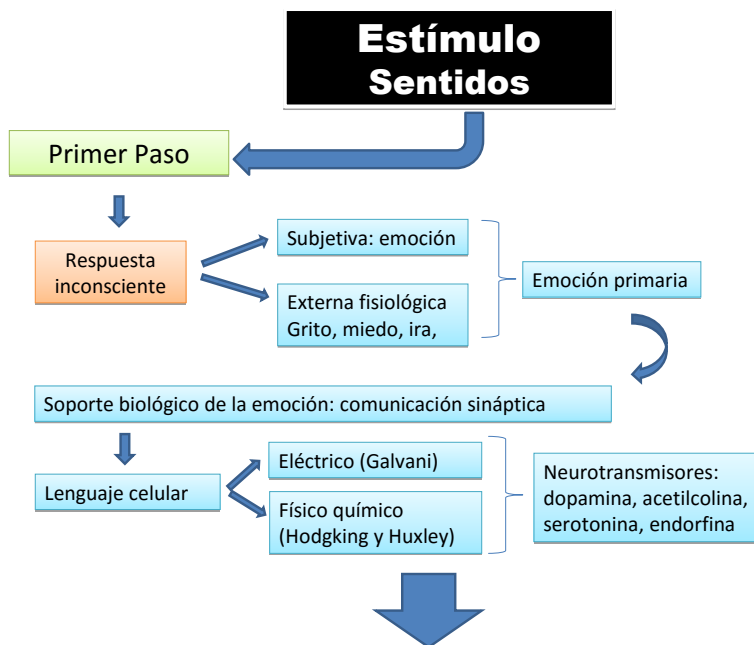 Estímulo
Sentidos
Primer Paso
Respuesta
inconsciente
Subjetiva: emoción
Externa fisiológica
Grito, miedo, ira,
Emoción primaria
Soporte biológico de la emoción: comunicación sináptica
Lenguaje celular
Eléctrico (Galvani)
Físico químico
(Hodgking y Huxley)
Neurotransmisores:
dopamina, acetilcolina,
serotonina, endorfina